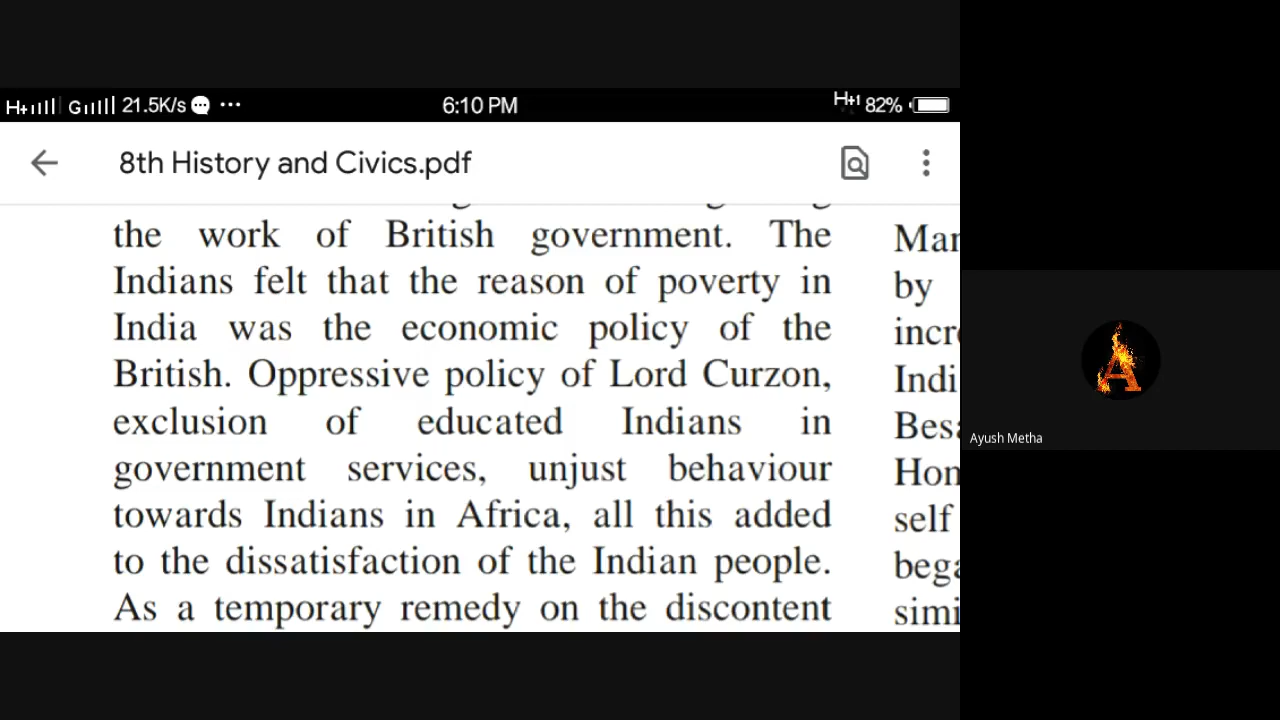 H+ G 21.5K/s 6:10 PM H+1 82%
8th History and Civics.pdf
the work of British government. The
Indians felt that the reason of poverty in
India was the economic policy of the
British. Oppressive policy of Lord Curzon,
exclusion of educated Indians in
government services, unjust behaviour
towards Indians in Africa, all this added
to the dissatisfaction of the Indian people.
As a temporary remedy on the discontent
by
self
A
Ayush Metha